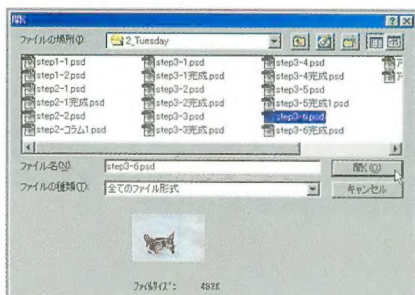 開く
ファイルの場所(I):
2_Tuesday
step1-1.psd
step1-2.psd
step2-1.psd
step2-1完成.psd
step2-2.psd
step2-コラム1.psd
step3-1.psd
step3-1完成.psd
step3-2.psd
step3-2完成.psd
step3-3.psd
step3-3完成.psd
step3-4.psd
step3-4完成.psd
step3-5.psd
step3-5完成1.psd
step3-6.psd
step3-6完成.psd
ファイル名(N):
step3-6.psd
開く(O)
ファイルの種類(T):
全てのファイル形式
キャンセル
ファイルサイズ: 492K